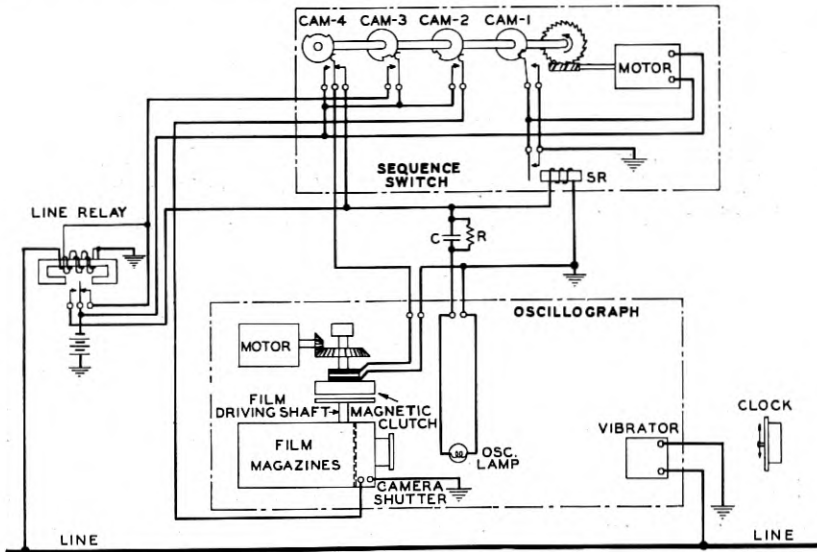 CAM-4 CAM-3 CAM-2 CAM-1
MOTOR
SEQUENCE
SWITCH
SR
LINE RELAY
C R
OSCILLOGRAPH
MOTOR
FILM
DRIVING SHAFT
MAGNETIC
CLUTCH
FILM
MAGAZINES
CAMERA
SHUTTER
OSC.
LAMP
VIBRATOR
CLOCK
LINE
LINE